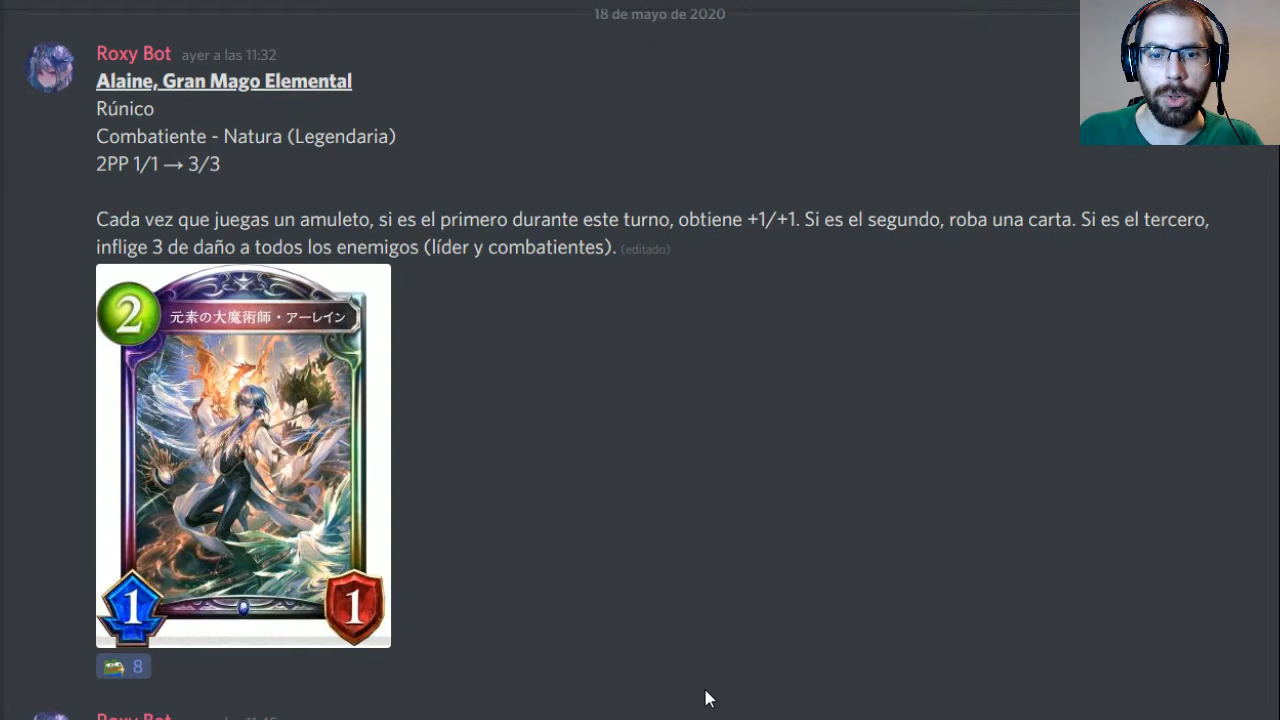 18 de mayo de 2020
Roxy Bot ayer a las 11:32
Alaine, Gran Mago Elemental
Rúnico
Combatiente - Natura (Legendaria)
2PP 1/1 → 3/3
Cada vez que juegas un amuleto, si es el primero durante este turno, obtiene +1/+1. Si es el segundo, roba una carta. Si es el tercero,
inflige 3 de daño a todos los enemigos (líder y combatientes). (editado)
2
元素の大魔術師・アーレイン
1
1
8
Roxy Bot